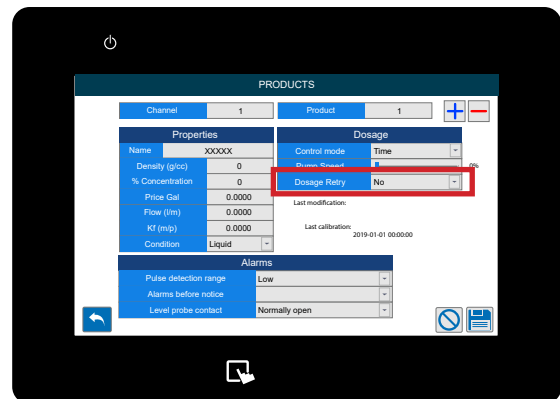 PRODUCTS
Channel 1 Product 1
Properties
Name XXXXX
Density (g/cc) 0
% Concentration 0
Price Gal 0.0000
Flow (l/m) 0.0000
Kf (m/p) 0.0000
Condition Liquid
Dosage
Control mode Time
Pump Speed 0%
Dosage Retry No
Last modification:
Last calibration:
2019-01-01 00:00:00
Alarms
Pulse detection range Low
Alarms before notice
Level probe contact Normally open